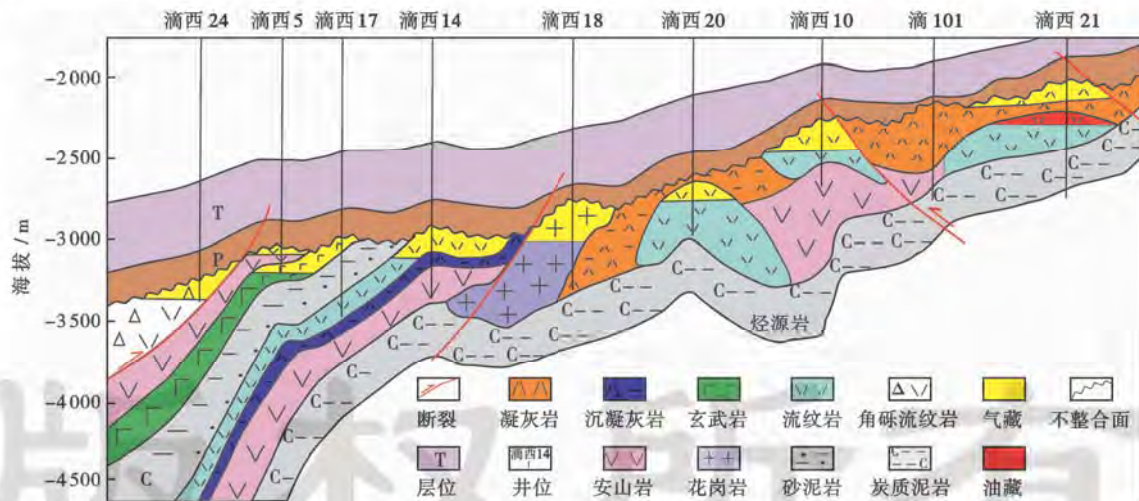 滴西24 滴西5 滴西17 滴西14 滴西18 滴西20 滴西10 滴101 滴西21
海拔/m
-2000
-2500
-3000
-3500
-4000
-4500
T
P
C
C--
烃源岩
断裂 凝灰岩 沉凝灰岩 玄武岩 流纹岩 角砾流纹岩 气藏 不整合面
T 滴西14
层位 井位 安山岩 花岗岩 砂泥岩 炭质泥岩 油藏